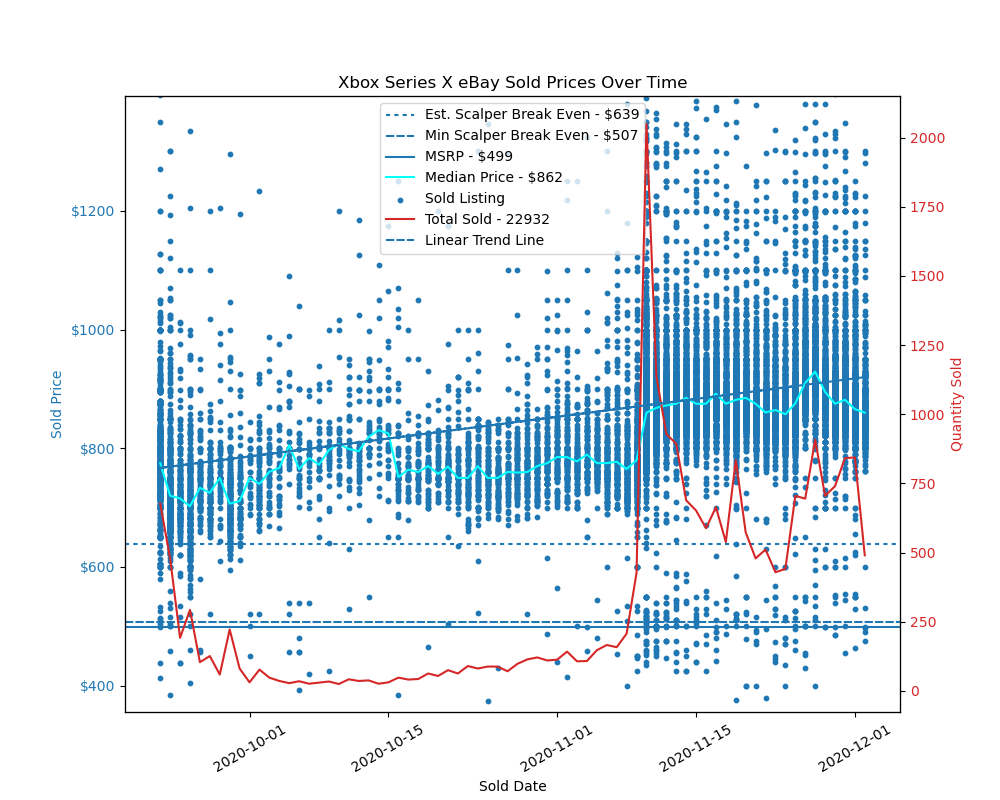 Xbox Series X eBay Sold Prices Over Time
Est. Scalper Break Even - $639
Min Scalper Break Even - $507
MSRP - $499
Median Price - $862
Sold Listing
Total Sold - 22932
Linear Trend Line
Sold Price
$1200
$1000
$800
$600
$400
2000
1750
1500
1250
1000
750
500
250
0
Quantity Sold
2020-10-01
2020-10-15
2020-11-01
2020-11-15
2020-12-01
Sold Date